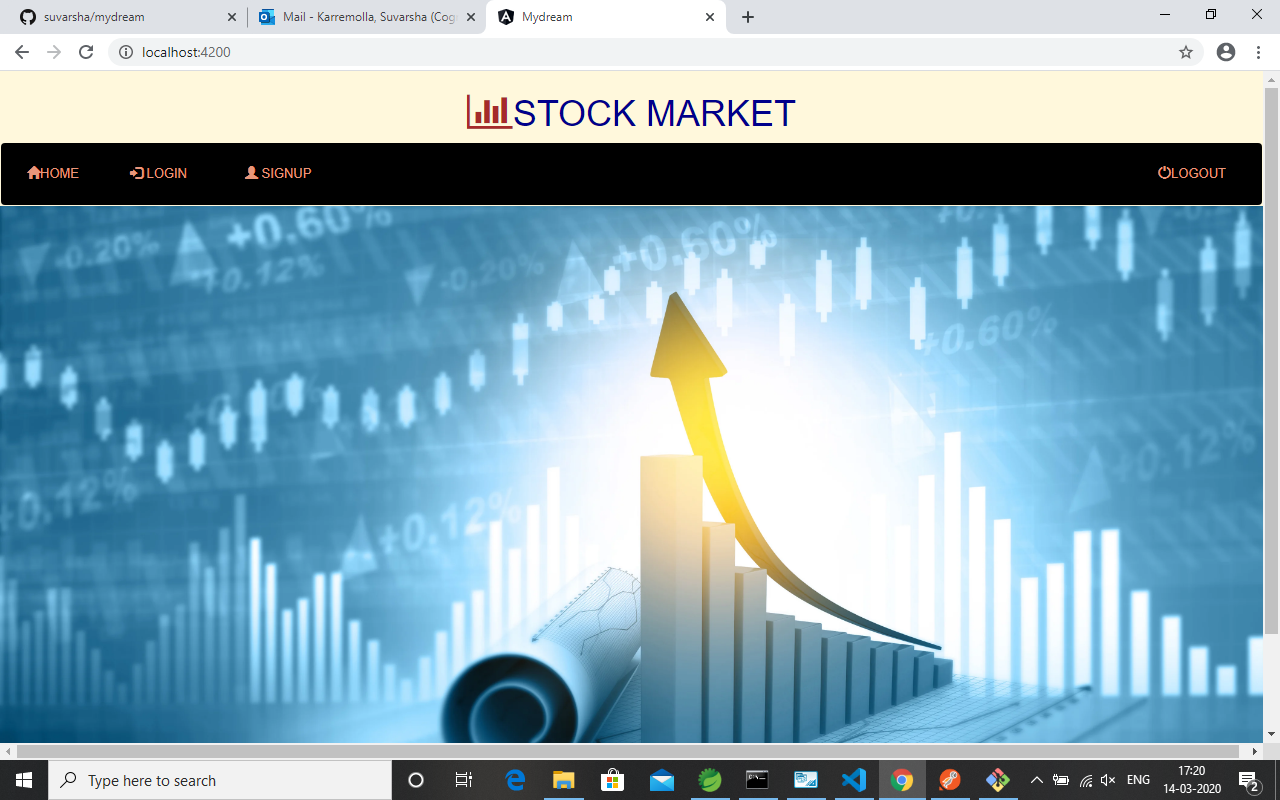 suvarsha/mydream
Mail - Karremolla, Suvarsha (Cog
Mydream
localhost:4200
STOCK MARKET
HOME
LOGIN
SIGNUP
LOGOUT
+0.60%
-0.20%
+0.12%
-0.20%
+0.60%
+0.60%
+0.12%
+0.12%
+0.12%
Type here to search
ENG
17:20
14-03-2020
2